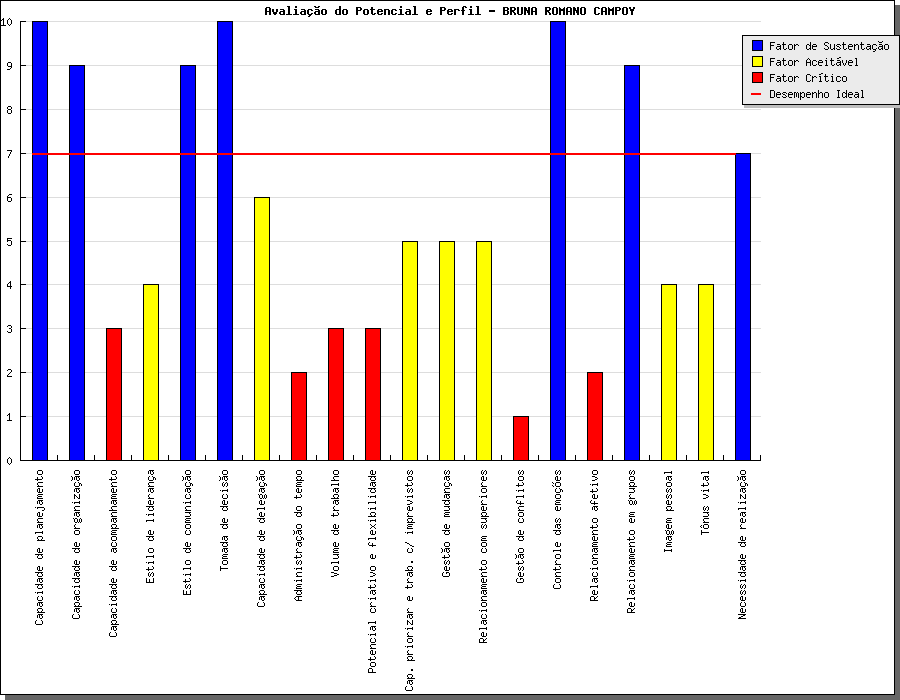 Avaliação do Potencial e Perfil - BRUNA ROMANO CAMPOY
Fator de Sustentação
Fator Aceitável
Fator Crítico
Desempenho Ideal
10
9
8
7
6
5
4
3
2
1
0
Capacidade de planejamento
Capacidade de organização
Capacidade de acompanhamento
Estilo de liderança
Estilo de comunicação
Tomada de decisão
Capacidade de delegação
Administração do tempo
Volume de trabalho
Potencial criativo e flexibilidade
Cap. priorizar e trab. c/ imprevistos
Gestão de mudanças
Relacionamento com superiores
Gestão de conflitos
Controle das emoções
Relacionamento afetivo
Relacionamento em grupos
Imagem pessoal
Tônus vital
Necessidade de realização